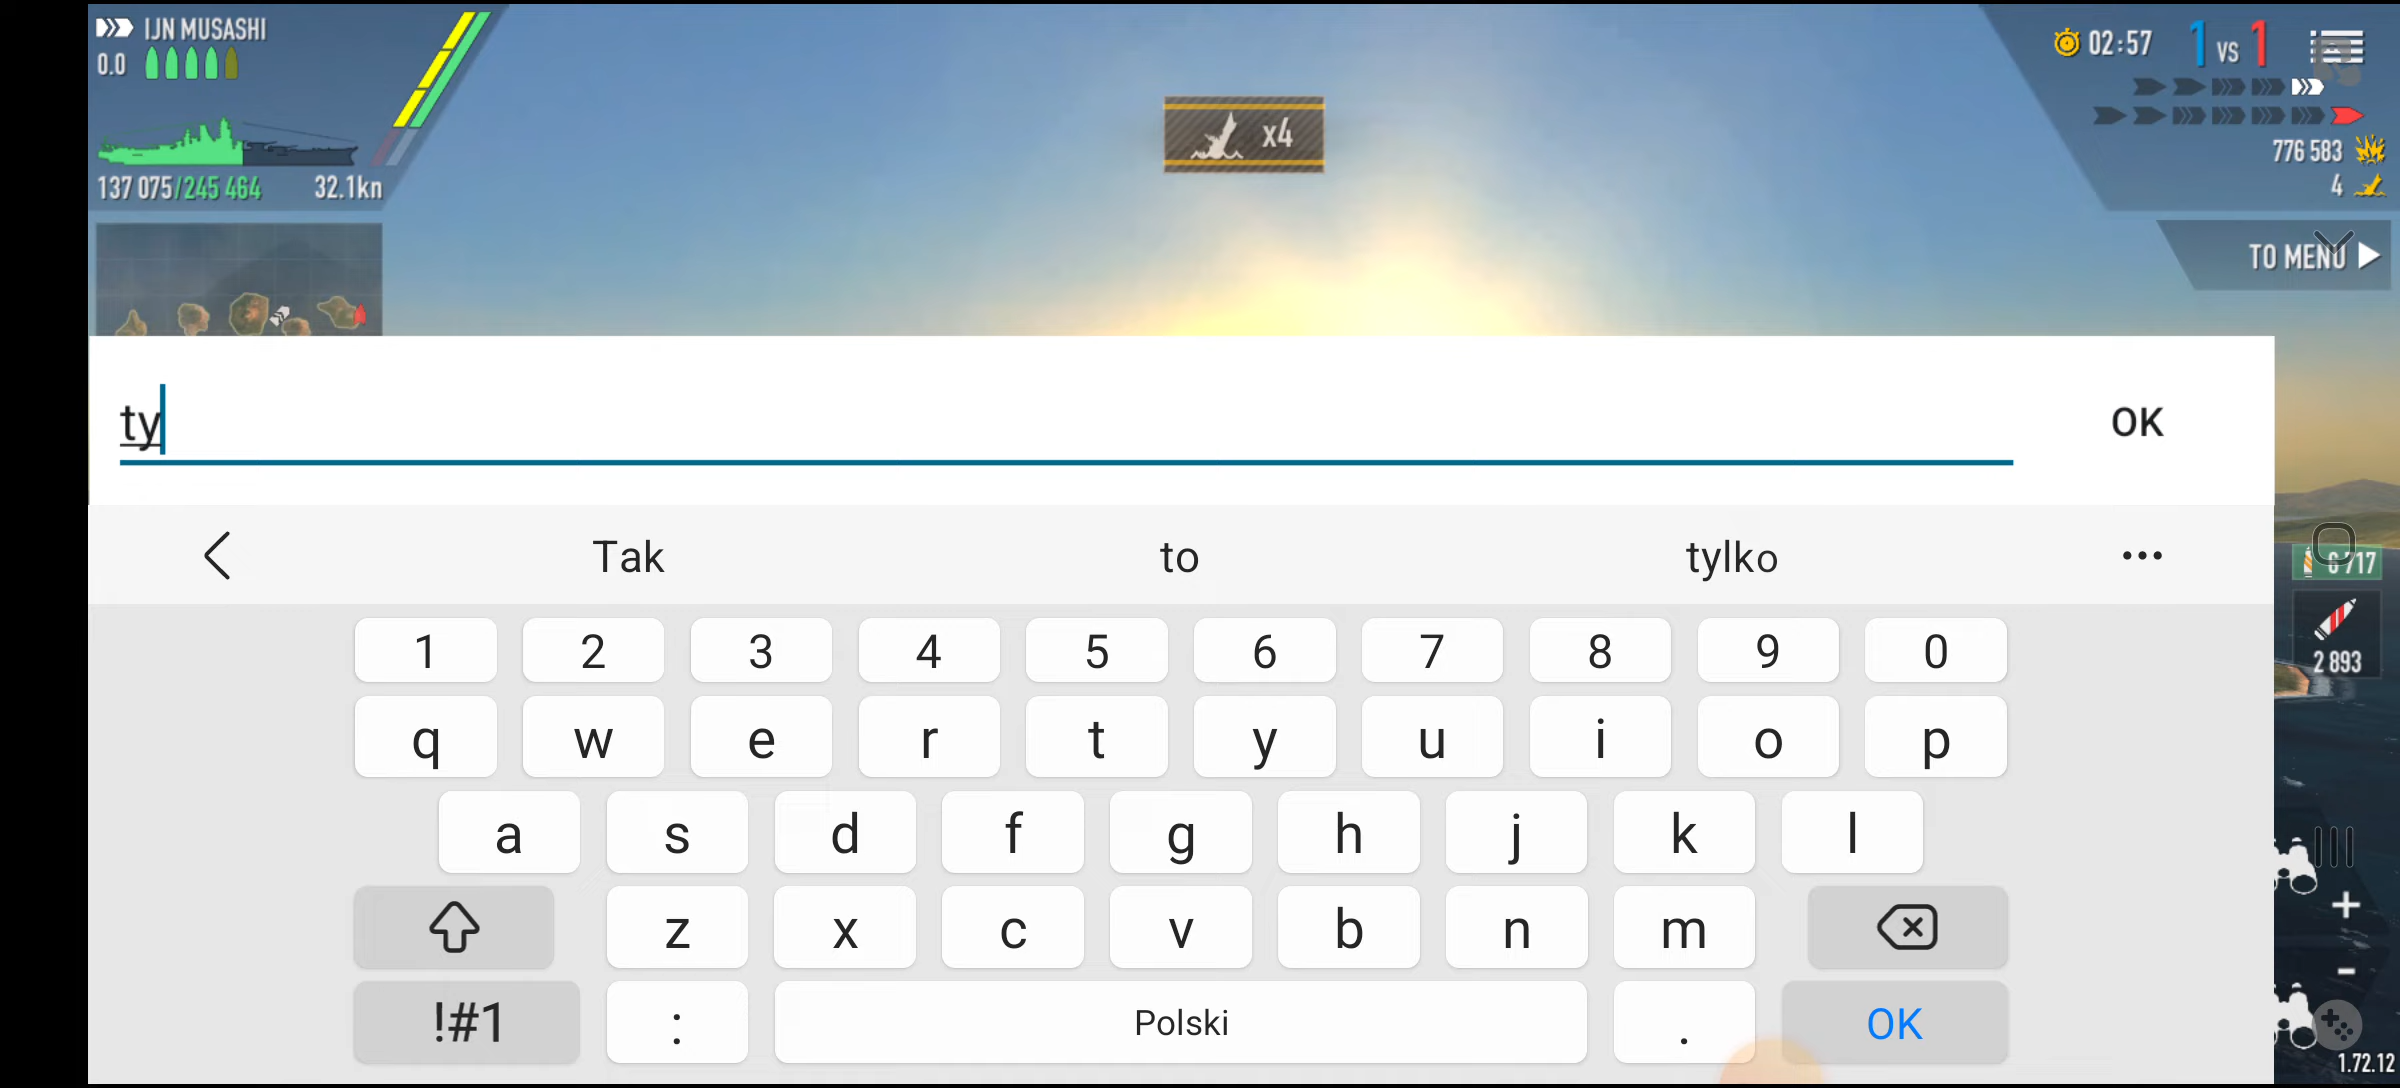 IJN MUSASHI
0.0
137 075/245 464 32.1kn
x4
02:57 1 VS 1
776 583
4
TO MENU
ty
OK
Tak to tylko ...
6 717
2 893
1 2 3 4 5 6 7 8 9 0
q w e r t y u i o p
a s d f g h j k l
z x c v b n m
!#1 : Polski . OK
+
-
1.72.12